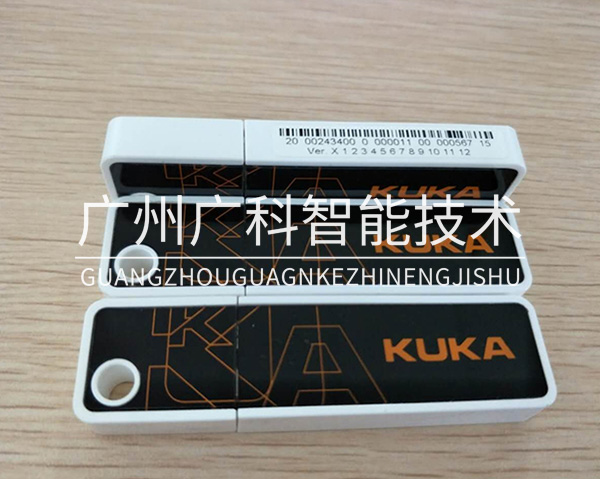 20 00243400 0 000011 00 000567 15
Ver. X 1 2 3 4 5 6 7 8 9 10 11 12
KUKA
广州广科智能技术
KUKA
GUANGZHOUGUAGNKEZHINENGJISHU
KUKA